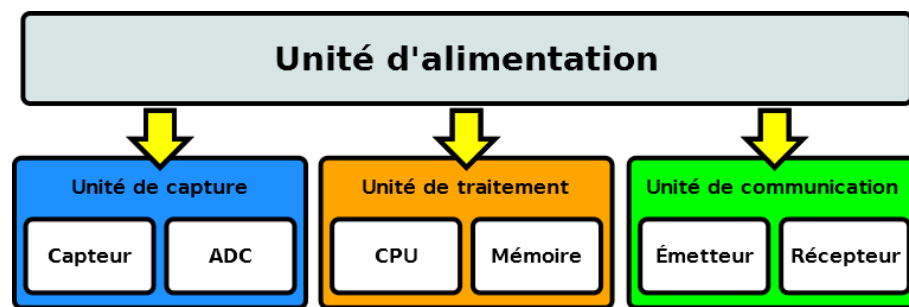 Unité d'alimentation
Unité de capture
Capteur
ADC
Unité de traitement
CPU
Mémoire
Unité de communication
Émetteur
Récepteur